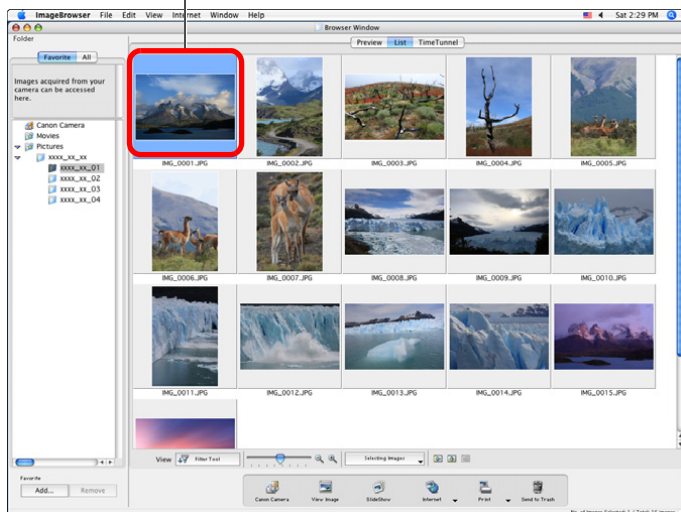 ImageBrowser File Edit View Internet Window Help Sat 2:29 PM
Browser Window
Folder
Preview List TimeTunnel
Favorite All
Images acquired from your
camera can be accessed
here.
Canon Camera
Movies
Pictures
xxxx_xx_xx
xxxx_xx_01
xxxx_xx_02
xxxx_xx_03
xxxx_xx_04
IMG_0001.JPG IMG_0002.JPG IMG_0003.JPG IMG_0004.JPG IMG_0005.JPG
IMG_0006.JPG IMG_0007.JPG IMG_0008.JPG IMG_0009.JPG IMG_0010.JPG
IMG_0011.JPG IMG_0012.JPG IMG_0013.JPG IMG_0014.JPG IMG_0015.JPG
View Filter Tool Selecting Images
Favorite
Add... Remove
Canon Camera View Image SlideShow Internet Print Send to Trash